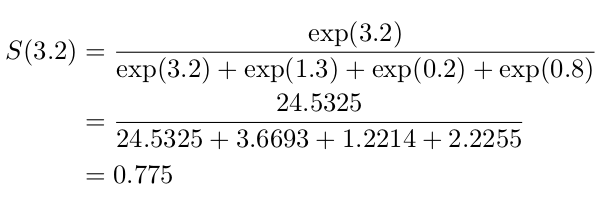 S(3.2) = exp(3.2) / exp(3.2) + exp(1.3) + exp(0.2) + exp(0.8)
= 24.5325 / 24.5325 + 3.6693 + 1.2214 + 2.2255
= 0.775